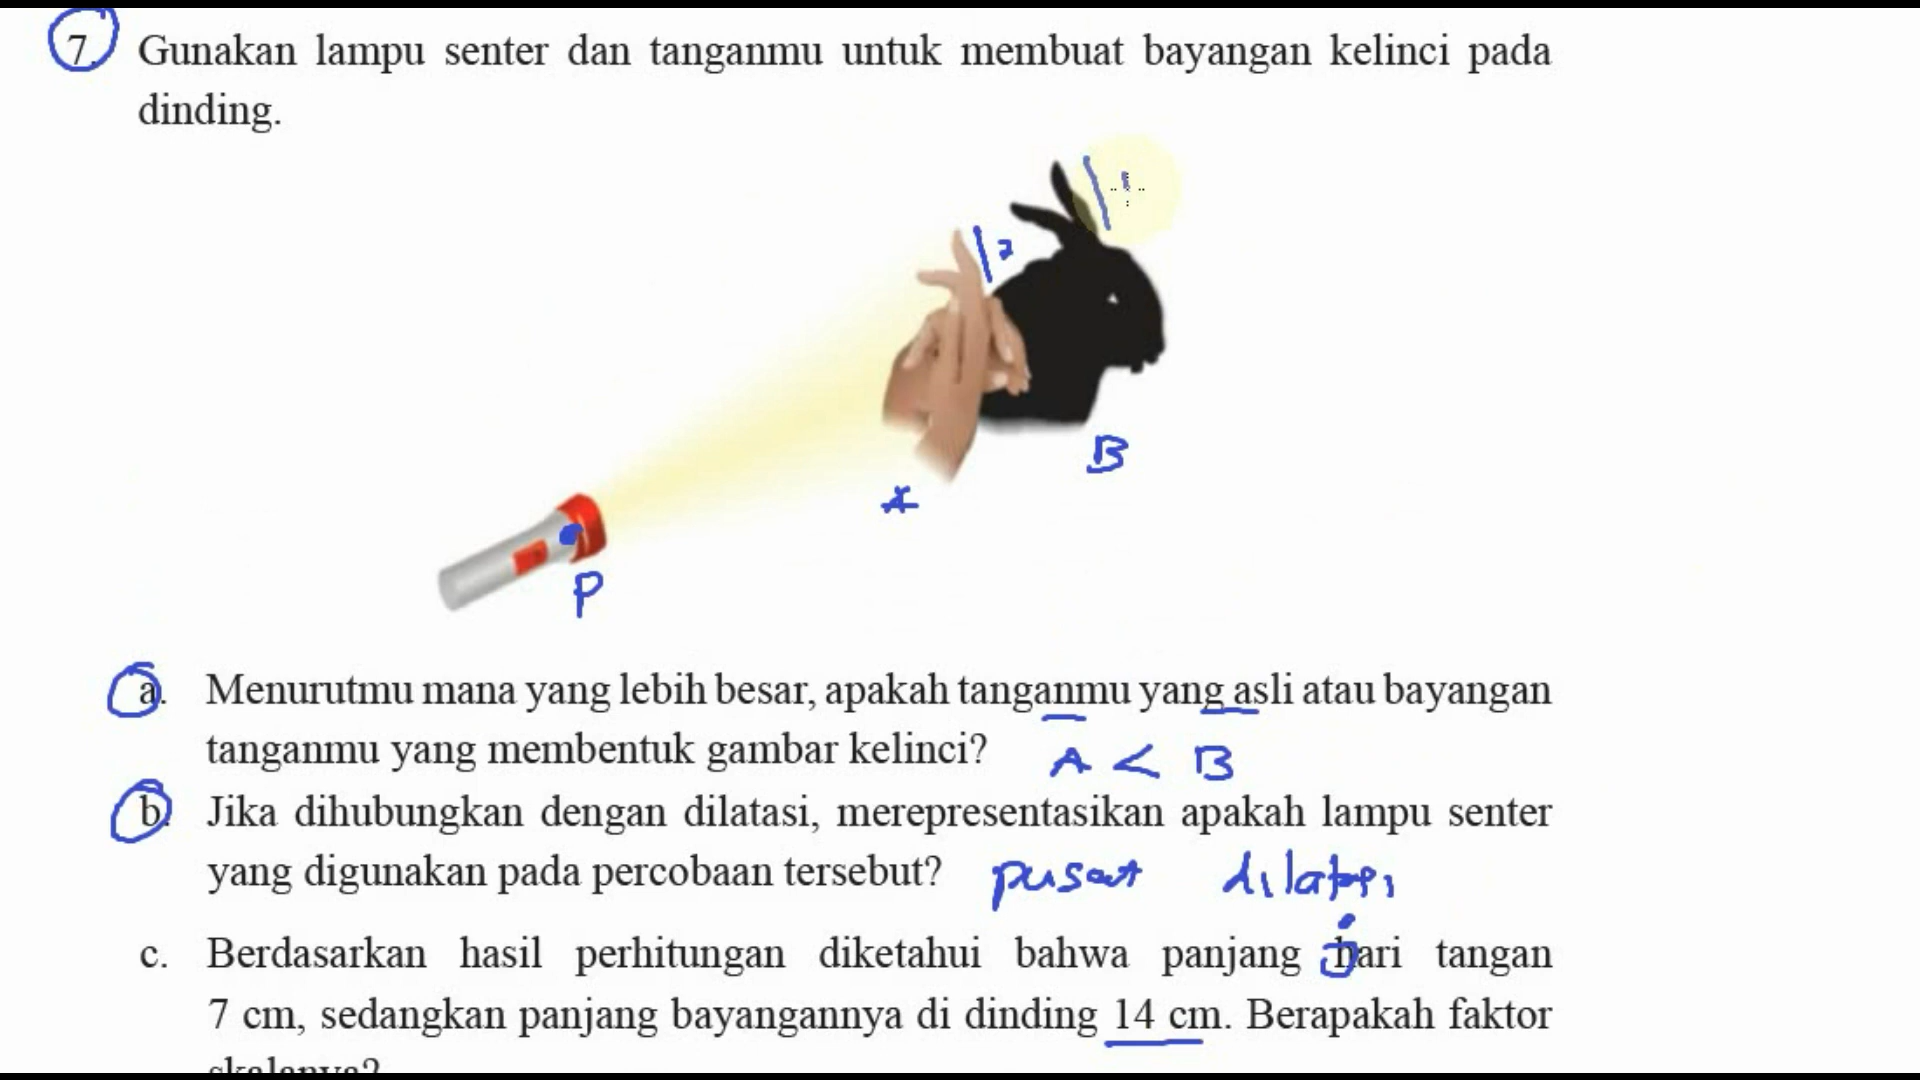 7. Gunakan lampu senter dan tanganmu untuk membuat bayangan kelinci pada
dinding.
B
P
a. Menurutmu mana yang lebih besar, apakah tanganmu yang asli atau bayangan
tanganmu yang membentuk gambar kelinci? A < B
b. Jika dihubungkan dengan dilatasi, merepresentasikan apakah lampu senter
yang digunakan pada percobaan tersebut? pusat dilatasi
c. Berdasarkan hasil perhitungan diketahui bahwa panjang jari tangan
7 cm, sedangkan panjang bayangannya di dinding 14 cm. Berapakah faktor
skalanya?